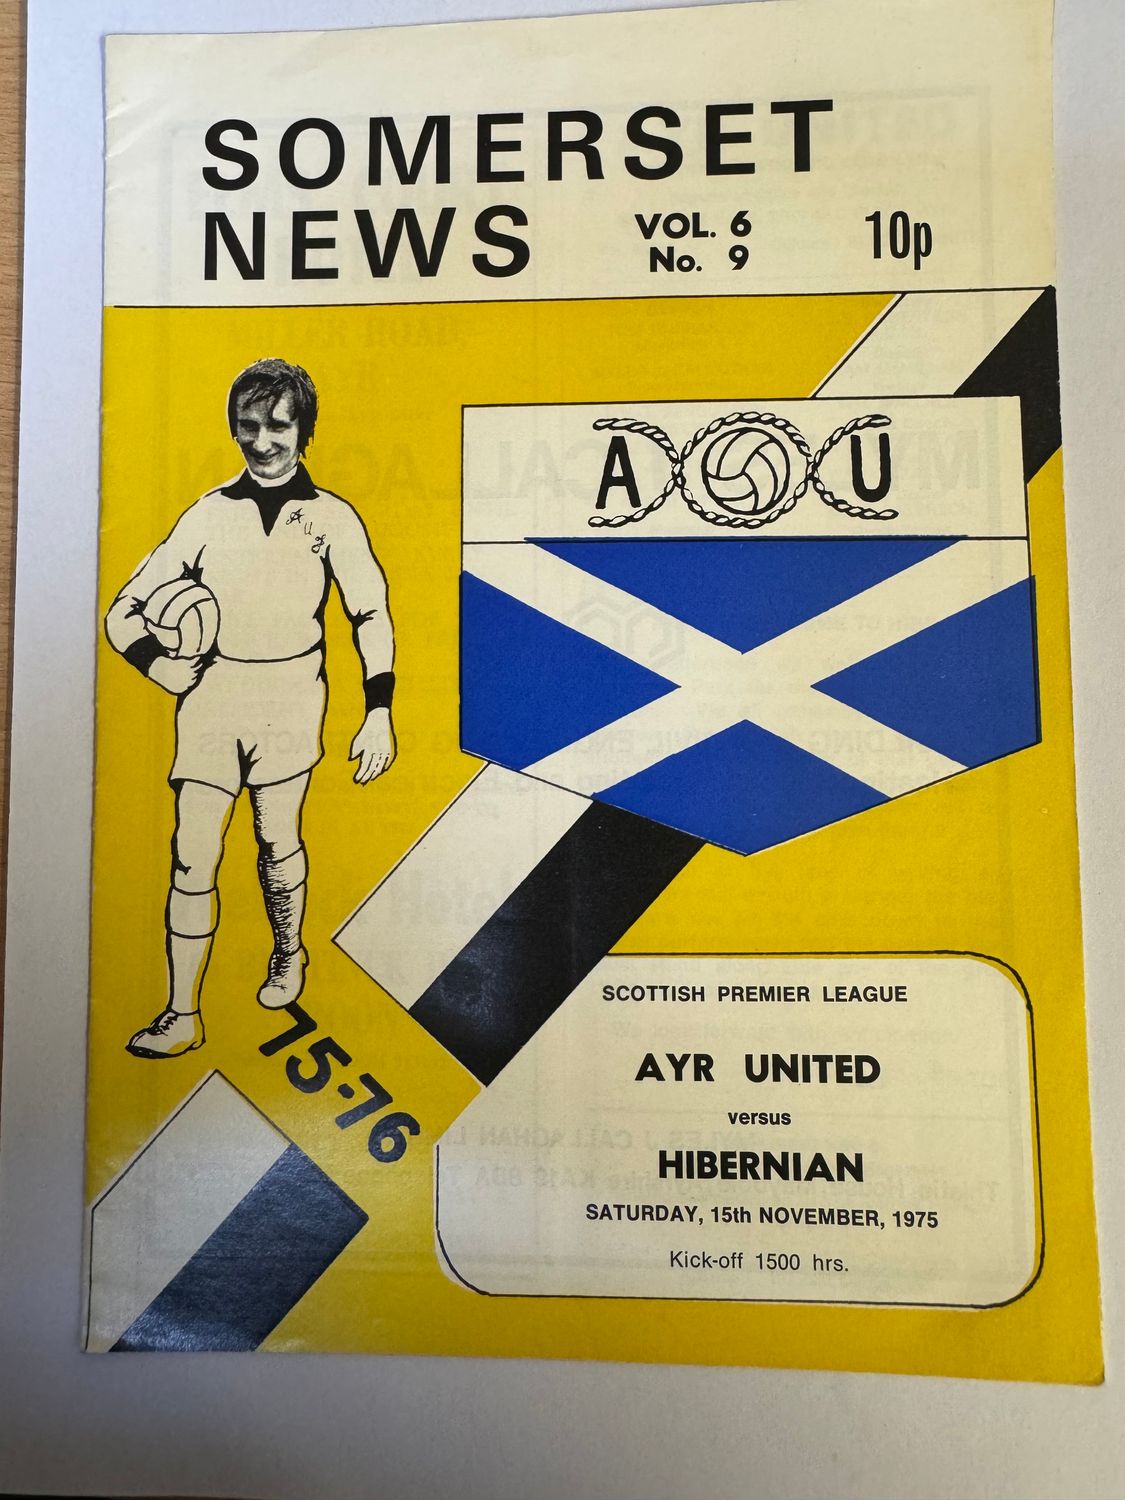 SOMERSET
NEWS
VOL. 6
No. 9
10p
A U
A U F
75-76
SCOTTISH PREMIER LEAGUE
AYR UNITED
versus
HIBERNIAN
SATURDAY, 15th NOVEMBER, 1975
Kick-off 1500 hrs.